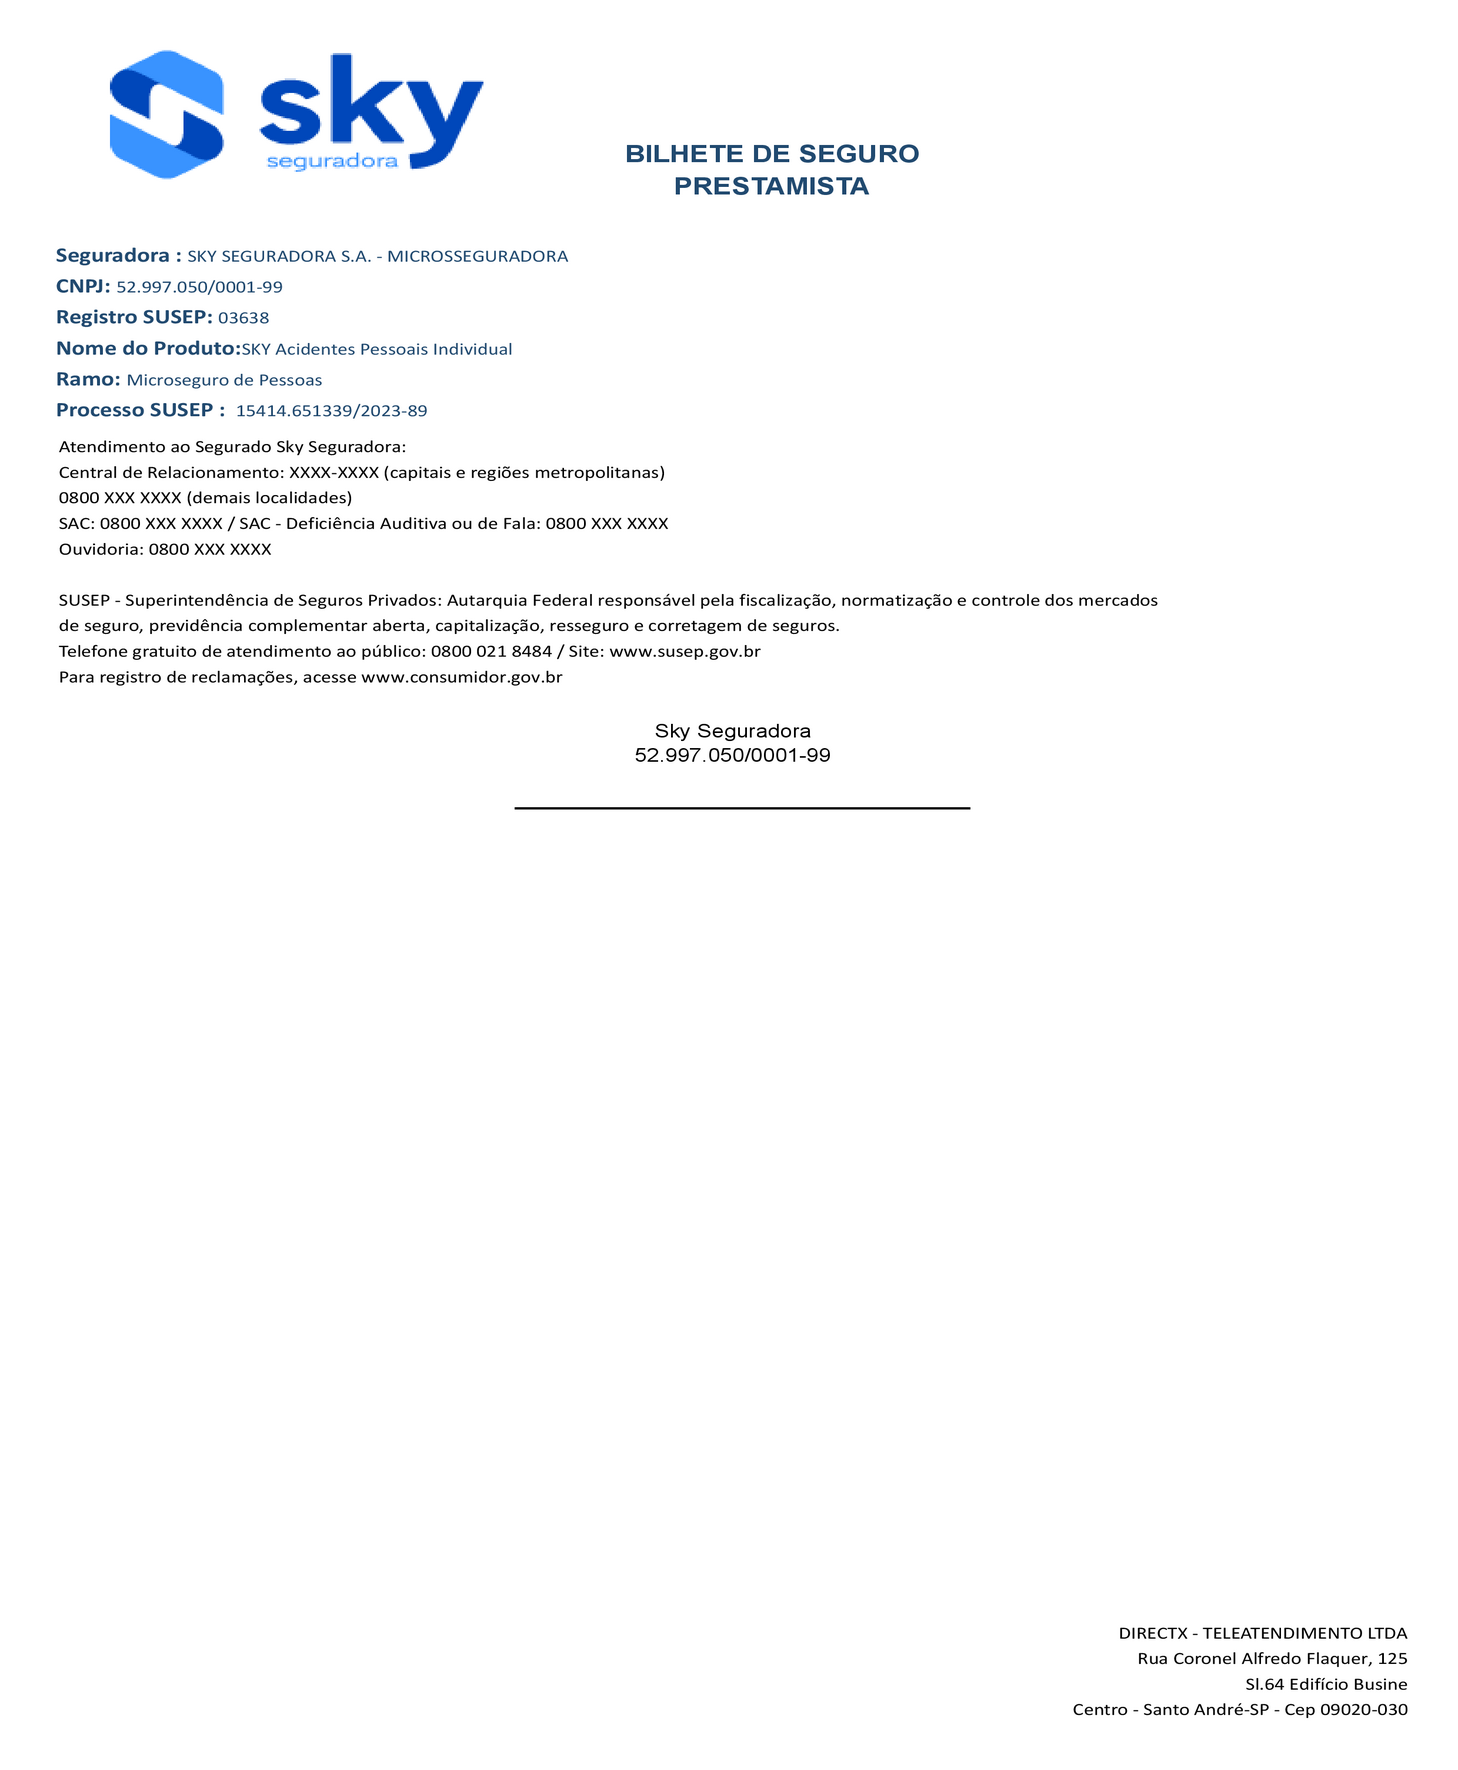 sky
seguradora
BILHETE DE SEGURO
PRESTAMISTA
Seguradora : SKY SEGURADORA S.A. - MICROSSEGURADORA
CNPJ: 52.997.050/0001-99
Registro SUSEP: 03638
Nome do Produto:SKY Acidentes Pessoais Individual
Ramo: Microseguro de Pessoas
Processo SUSEP : 15414.651339/2023-89
Atendimento ao Segurado Sky Seguradora:
Central de Relacionamento: XXXX-XXXX (capitais e regiões metropolitanas)
0800 XXX XXXX (demais localidades)
SAC: 0800 XXX XXXX / SAC - Deficiência Auditiva ou de Fala: 0800 XXX XXXX
Ouvidoria: 0800 XXX XXXX
SUSEP - Superintendência de Seguros Privados: Autarquia Federal responsável pela fiscalização, normatização e controle dos mercados
de seguro, previdência complementar aberta, capitalização, resseguro e corretagem de seguros.
Telefone gratuito de atendimento ao público: 0800 021 8484 / Site: www.susep.gov.br
Para registro de reclamações, acesse www.consumidor.gov.br
Sky Seguradora
52.997.050/0001-99
DIRECTX - TELEATENDIMENTO LTDA
Rua Coronel Alfredo Flaquer, 125
Sl.64 Edifício Busine
Centro - Santo André-SP - Cep 09020-030